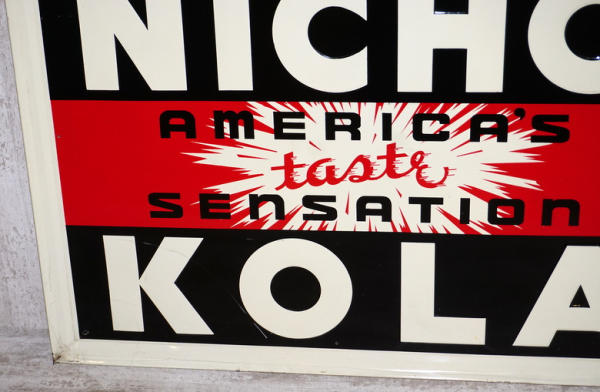 NICHO
AMERICA'S
taste
SENSATION
KOLA